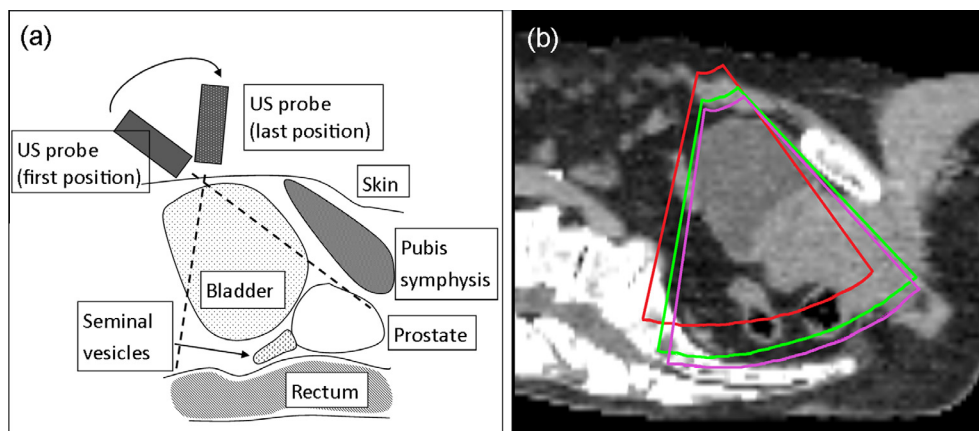 (a)
US probe
(last position)
US probe
(first position)
Skin
Pubis
symphysis
Bladder
Seminal
vesicles
Prostate
Rectum
(b)